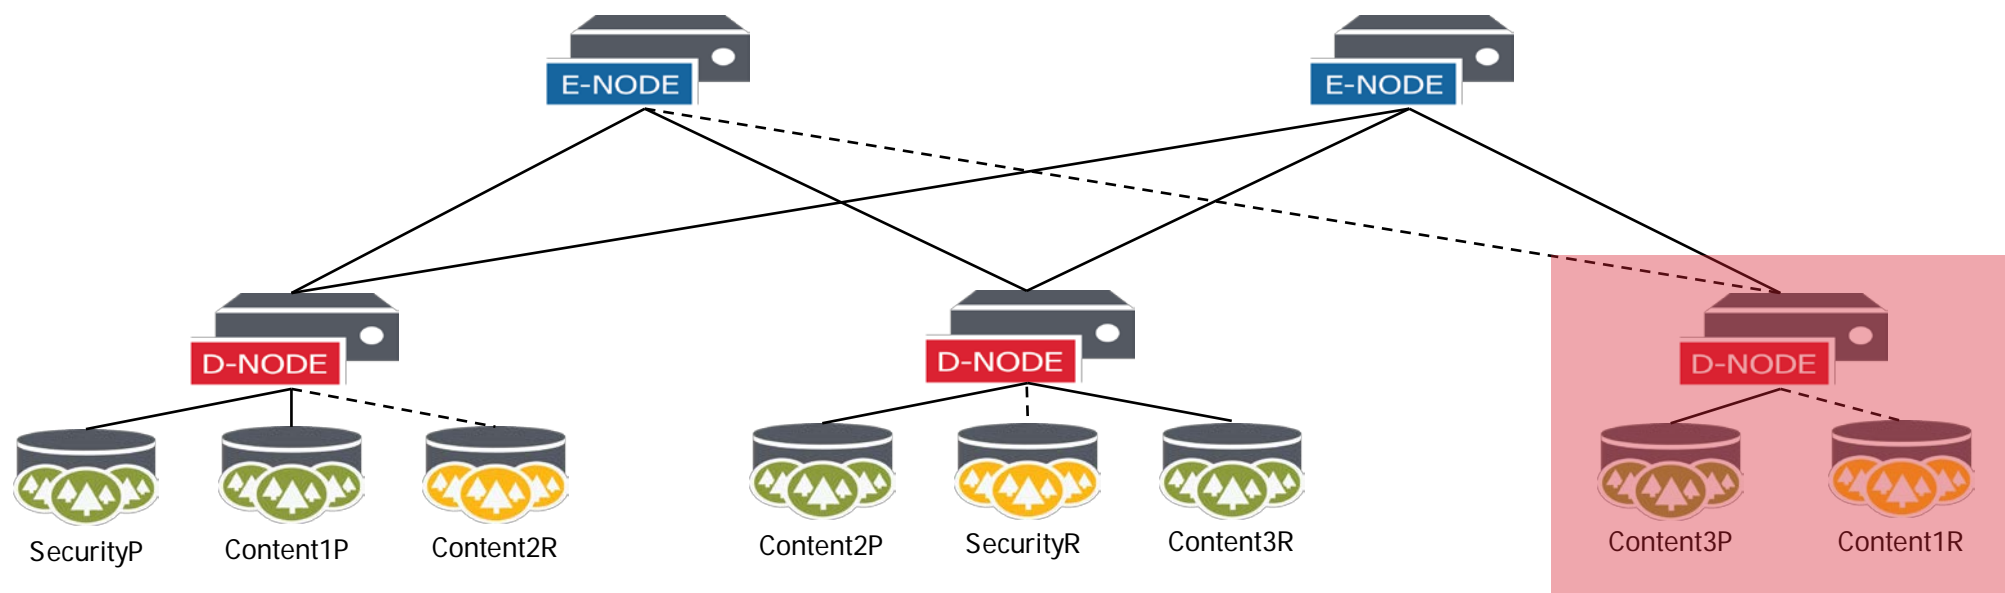 E-NODE
E-NODE
D-NODE
D-NODE
D-NODE
SecurityP
Content1P
Content2R
Content2P
SecurityR
Content3R
Content3P
Content1R